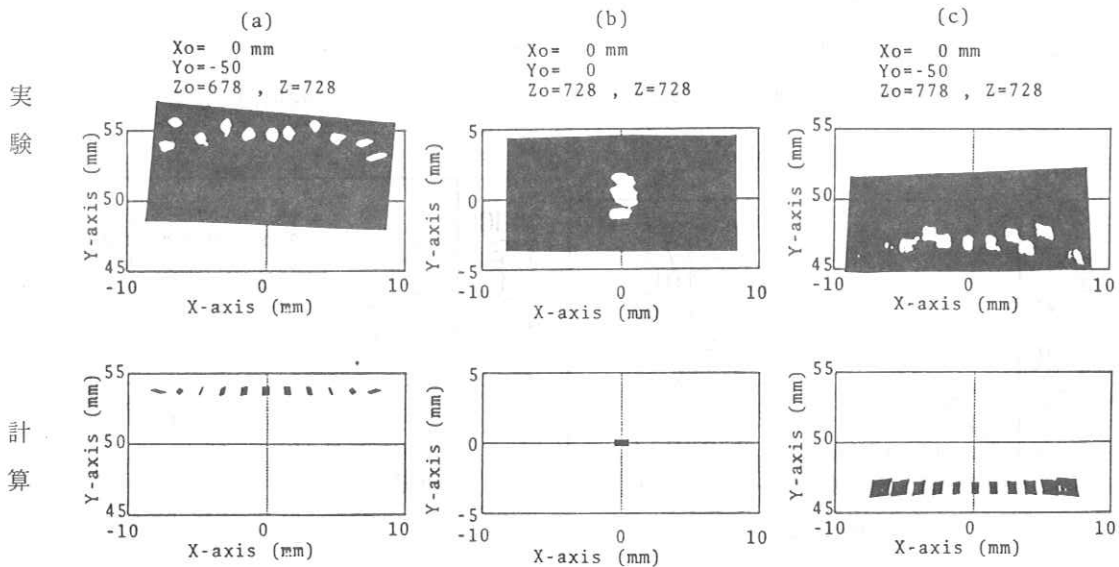 (a)
Xo= 0 mm
Yo=-50
Zo=678 , Z=728
(b)
Xo= 0 mm
Yo= 0
Zo=728 , Z=728
(c)
Xo= 0 mm
Yo=-50
Zo=778 , Z=728
実験
55
50
45
Y-axis (mm)
-10
0
10
X-axis (mm)
5
0
-5
Y-axis (mm)
-10
0
10
X-axis (mm)
55
50
45
Y-axis (mm)
-10
0
10
X-axis (mm)
計算
55
50
45
Y-axis (mm)
-10
0
10
X-axis (mm)
5
0
-5
Y-axis (mm)
-10
0
10
X-axis (mm)
55
50
45
Y-axis (mm)
-10
0
10
X-axis (mm)